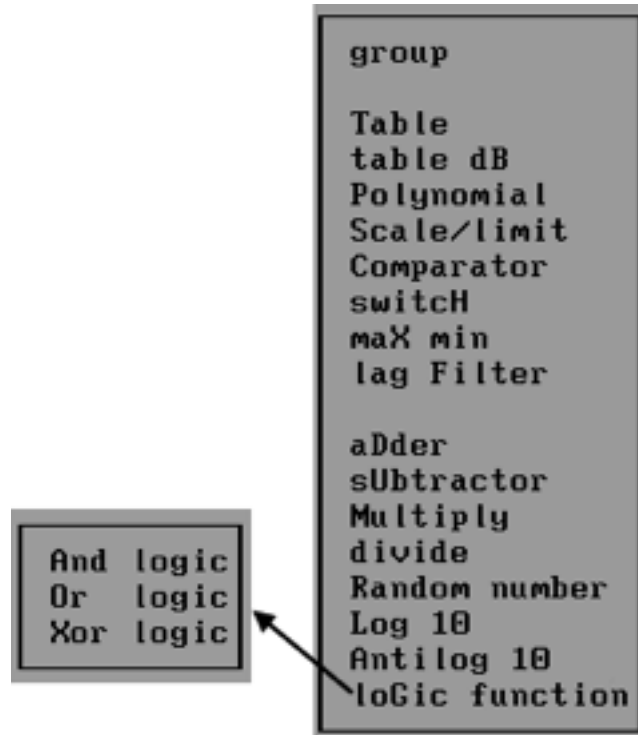 group
Table
table dB
Polynomial
Scale/limit
Comparator
switcH
maX min
lag Filter
aDder
sUbtractor
Multiply
divide
Random number
Log 10
Antilog 10
loGic function
And logic
Or logic
Xor logic